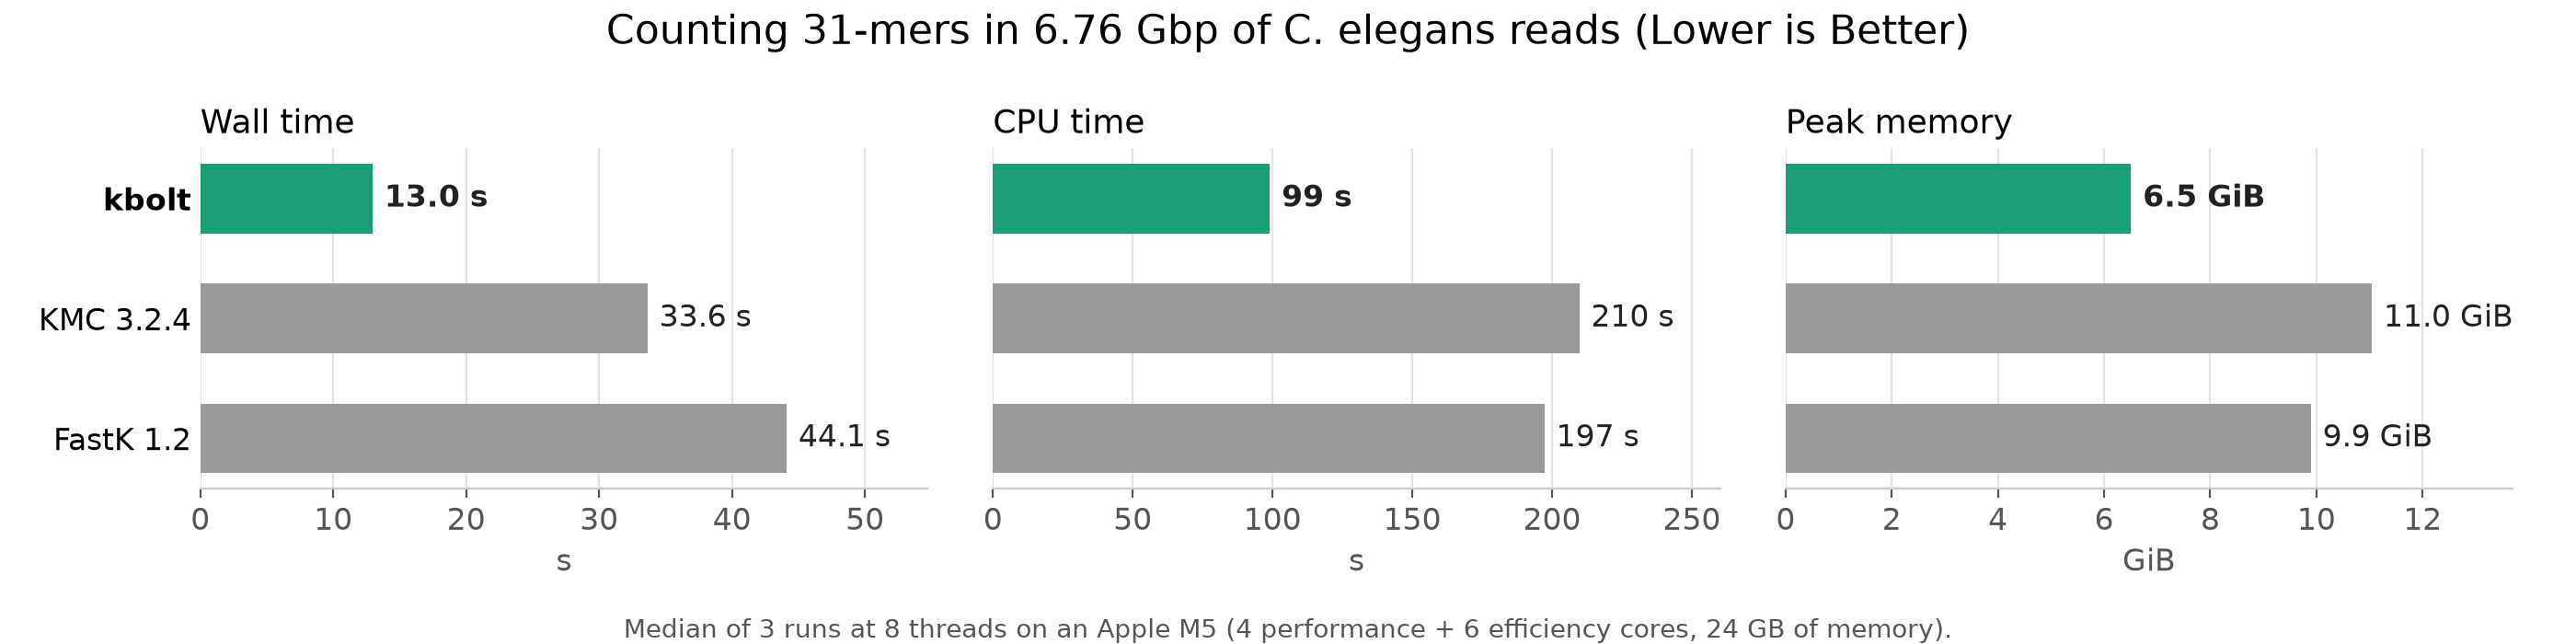 Counting 31-mers in 6.76 Gbp of C. elegans reads (Lower is Better)
Wall time
kbolt
13.0 s
KMC 3.2.4
33.6 s
FastK 1.2
44.1 s
0 10 20 30 40 50
s
CPU time
99 s
210 s
197 s
0 50 100 150 200 250
s
Peak memory
6.5 GiB
11.0 GiB
9.9 GiB
0 2 4 6 8 10 12
GiB
Median of 3 runs at 8 threads on an Apple M5 (4 performance + 6 efficiency cores, 24 GB of memory).